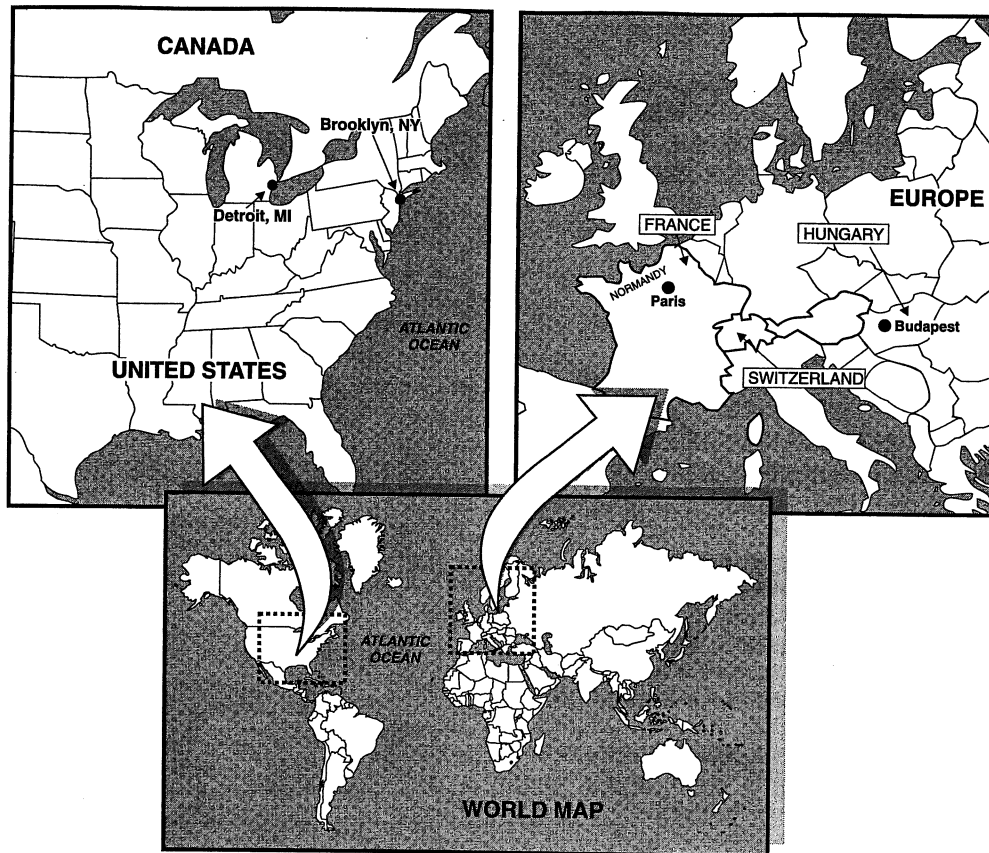 CANADA
Brooklyn, NY
Detroit, MI
ATLANTIC
OCEAN
UNITED STATES
EUROPE
FRANCE
HUNGARY
NORMANDY
Paris
Budapest
SWITZERLAND
ATLANTIC
OCEAN
WORLD MAP